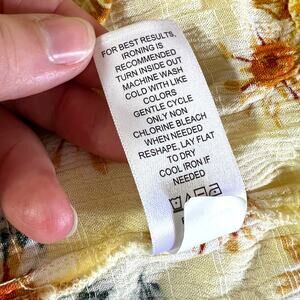 FOR BEST RESULTS,
IRONING IS
RECOMMENDED
TURN INSIDE OUT
MACHINE WASH
COLD WITH LIKE
COLORS
GENTLE CYCLE
ONLY NON
CHLORINE BLEACH
WHEN NEEDED
RESHAPE, LAY FLAT
TO DRY
COOL IRON IF
NEEDED